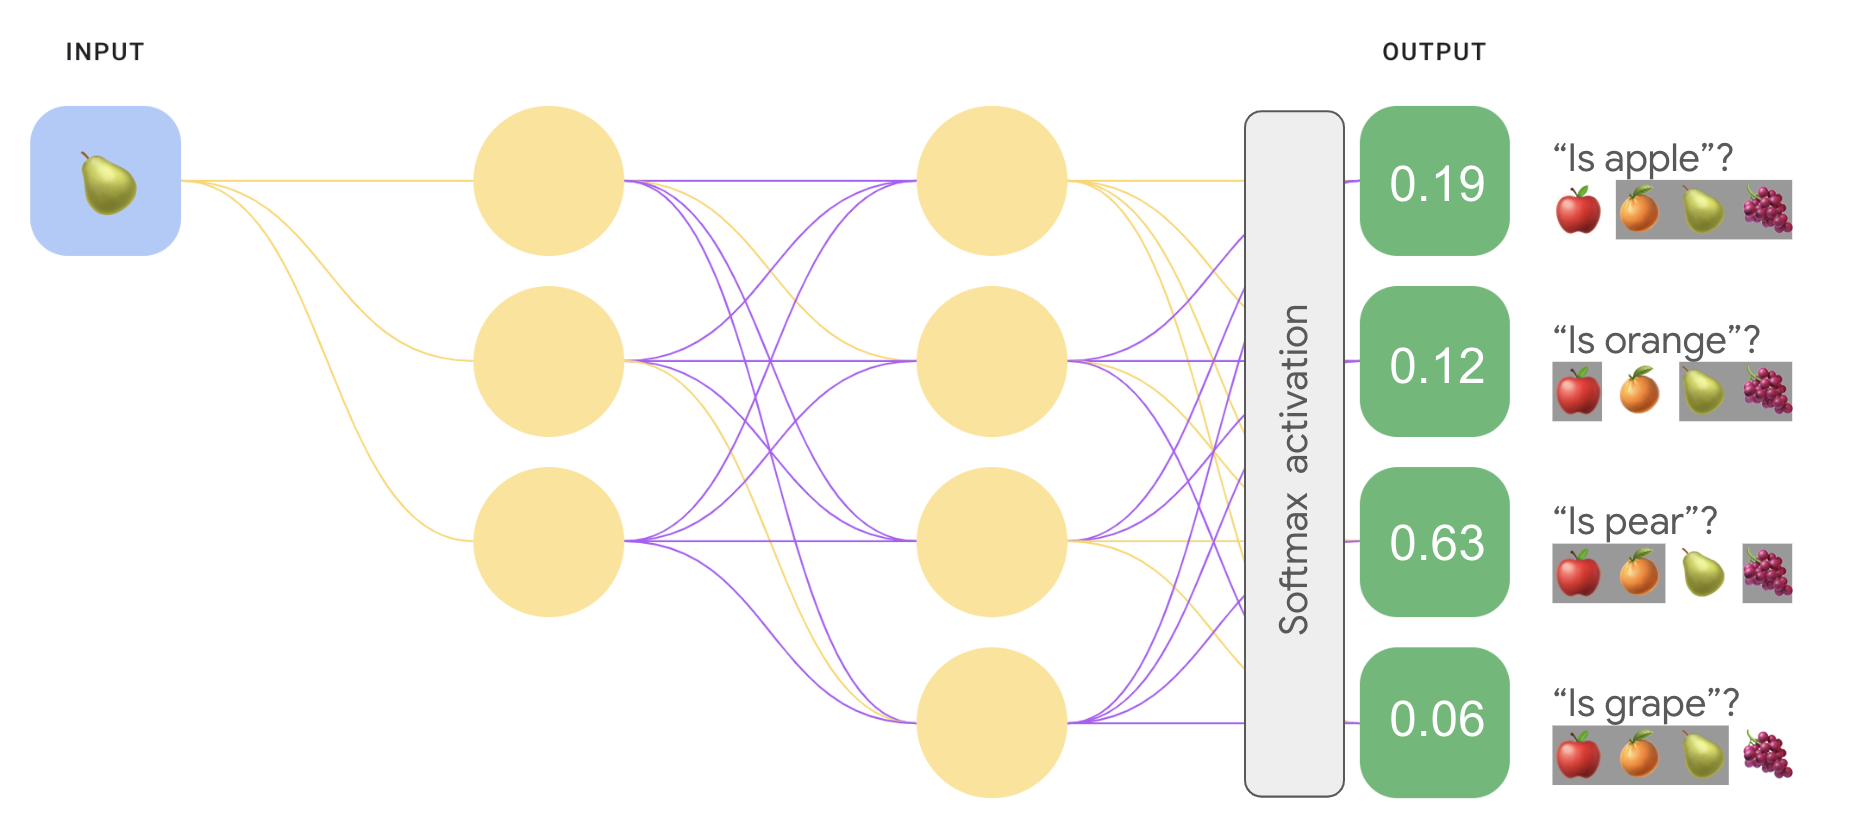 INPUT
OUTPUT
Softmax activation
0.19
“Is apple”?
0.12
“Is orange”?
0.63
“Is pear”?
0.06
“Is grape”?